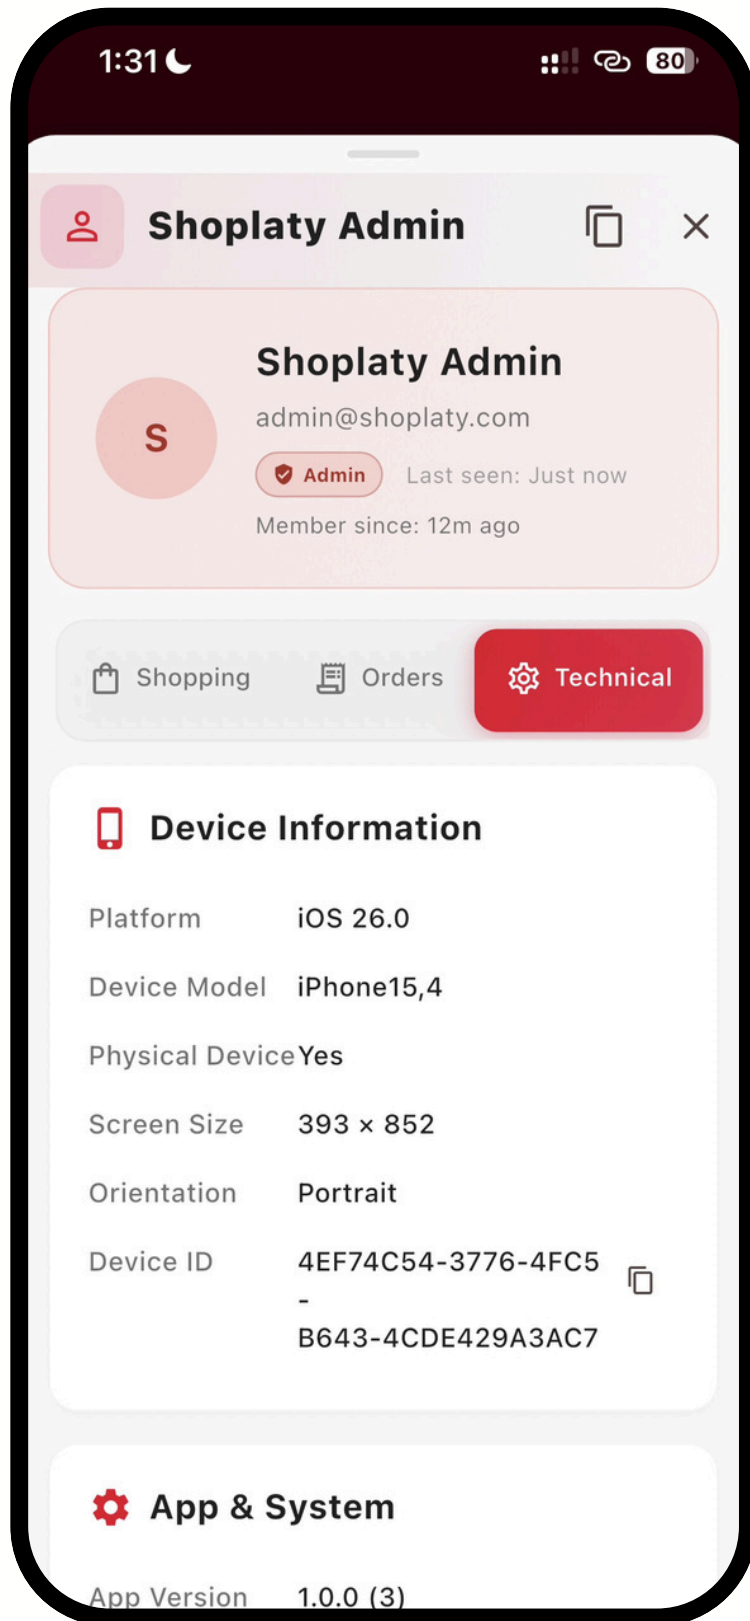 1:31
80
Shoplaty Admin
Shoplaty Admin
S
admin@shoplaty.com
Admin Last seen: Just now
Member since: 12m ago
Shopping Orders Technical
Device Information
Platform iOS 26.0
Device Model iPhone15,4
Physical Device Yes
Screen Size 393 × 852
Orientation Portrait
Device ID 4EF74C54-3776-4FC5
-
B643-4CDE429A3AC7
App & System
App Version 1.0.0 (3)